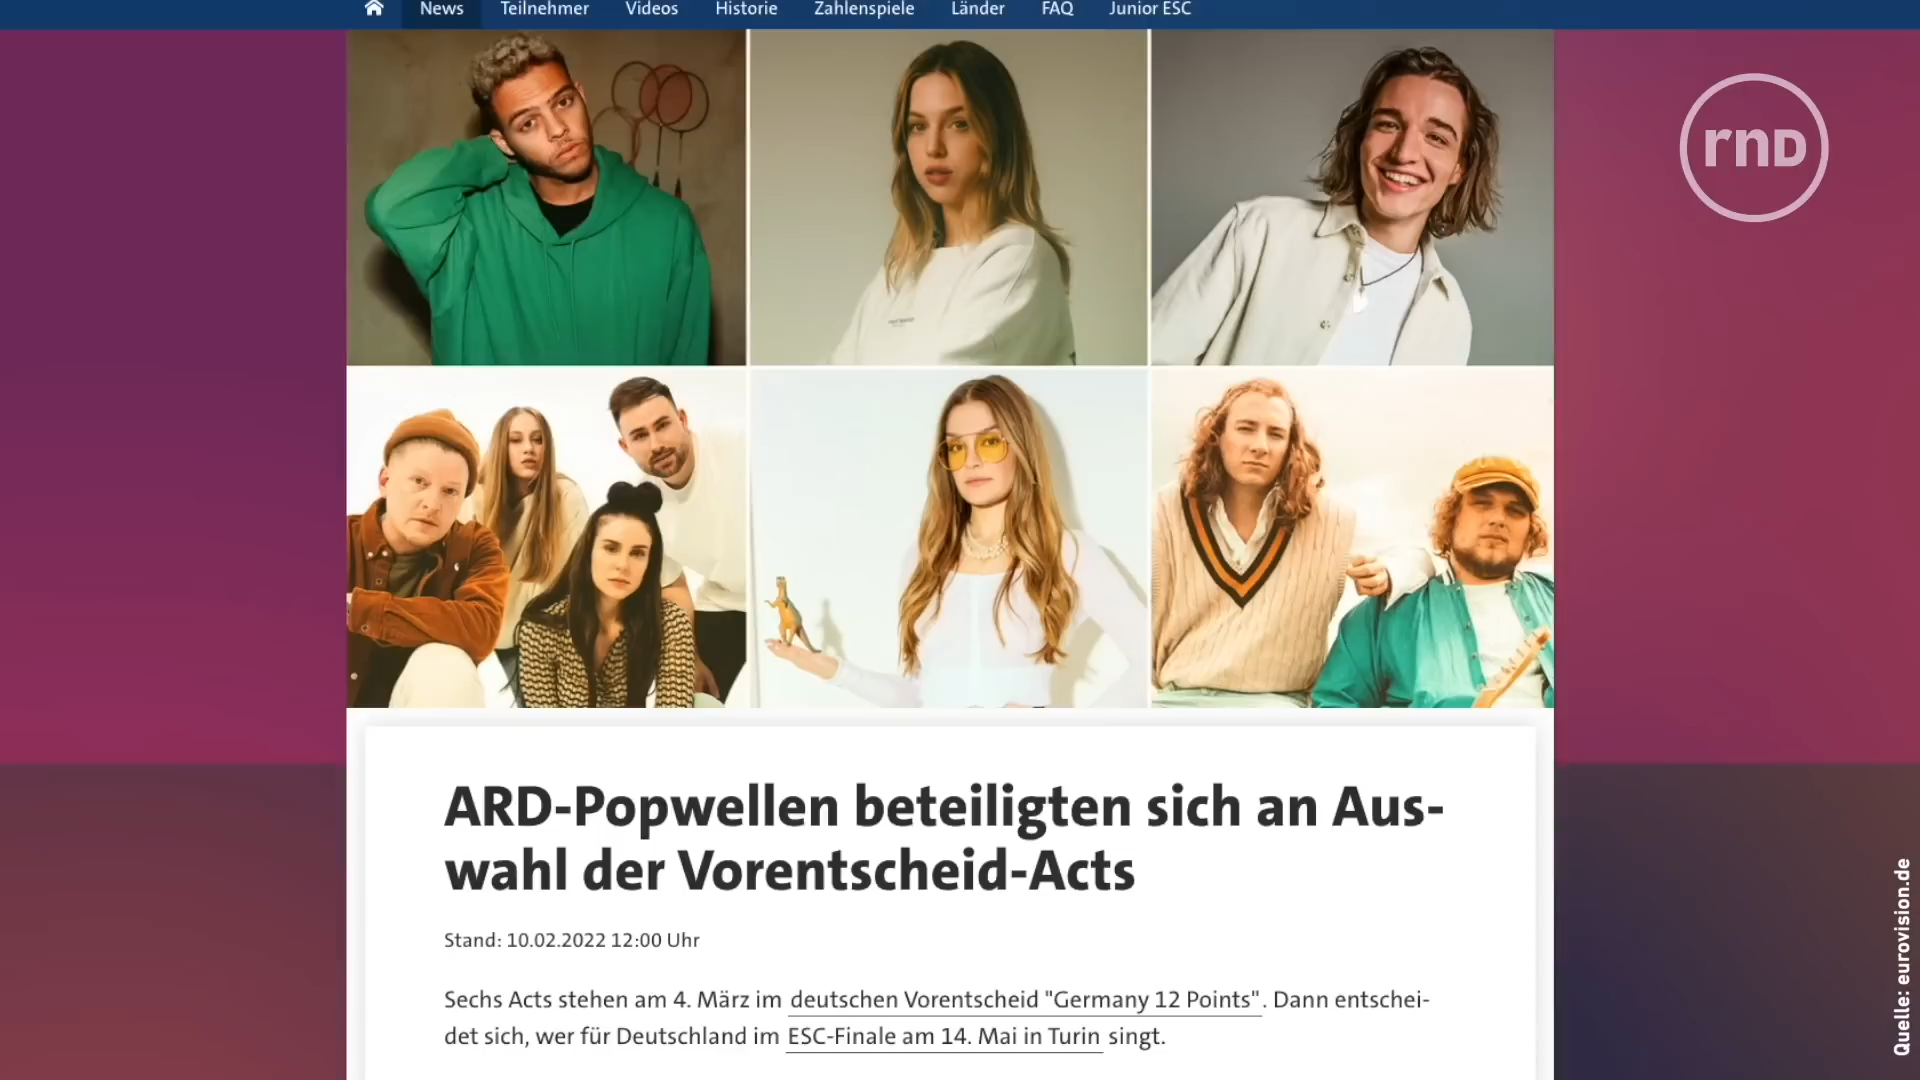 News Teilnehmer Videos Historie Zahlenspiele Länder FAQ Junior ESC
rnD
ARD-Popwellen beteiligten sich an Aus-
wahl der Vorentscheid-Acts
Stand: 10.02.2022 12:00 Uhr
Sechs Acts stehen am 4. März im deutschen Vorentscheid "Germany 12 Points". Dann entschei-
det sich, wer für Deutschland im ESC-Finale am 14. Mai in Turin singt.
Quelle: eurovision.de